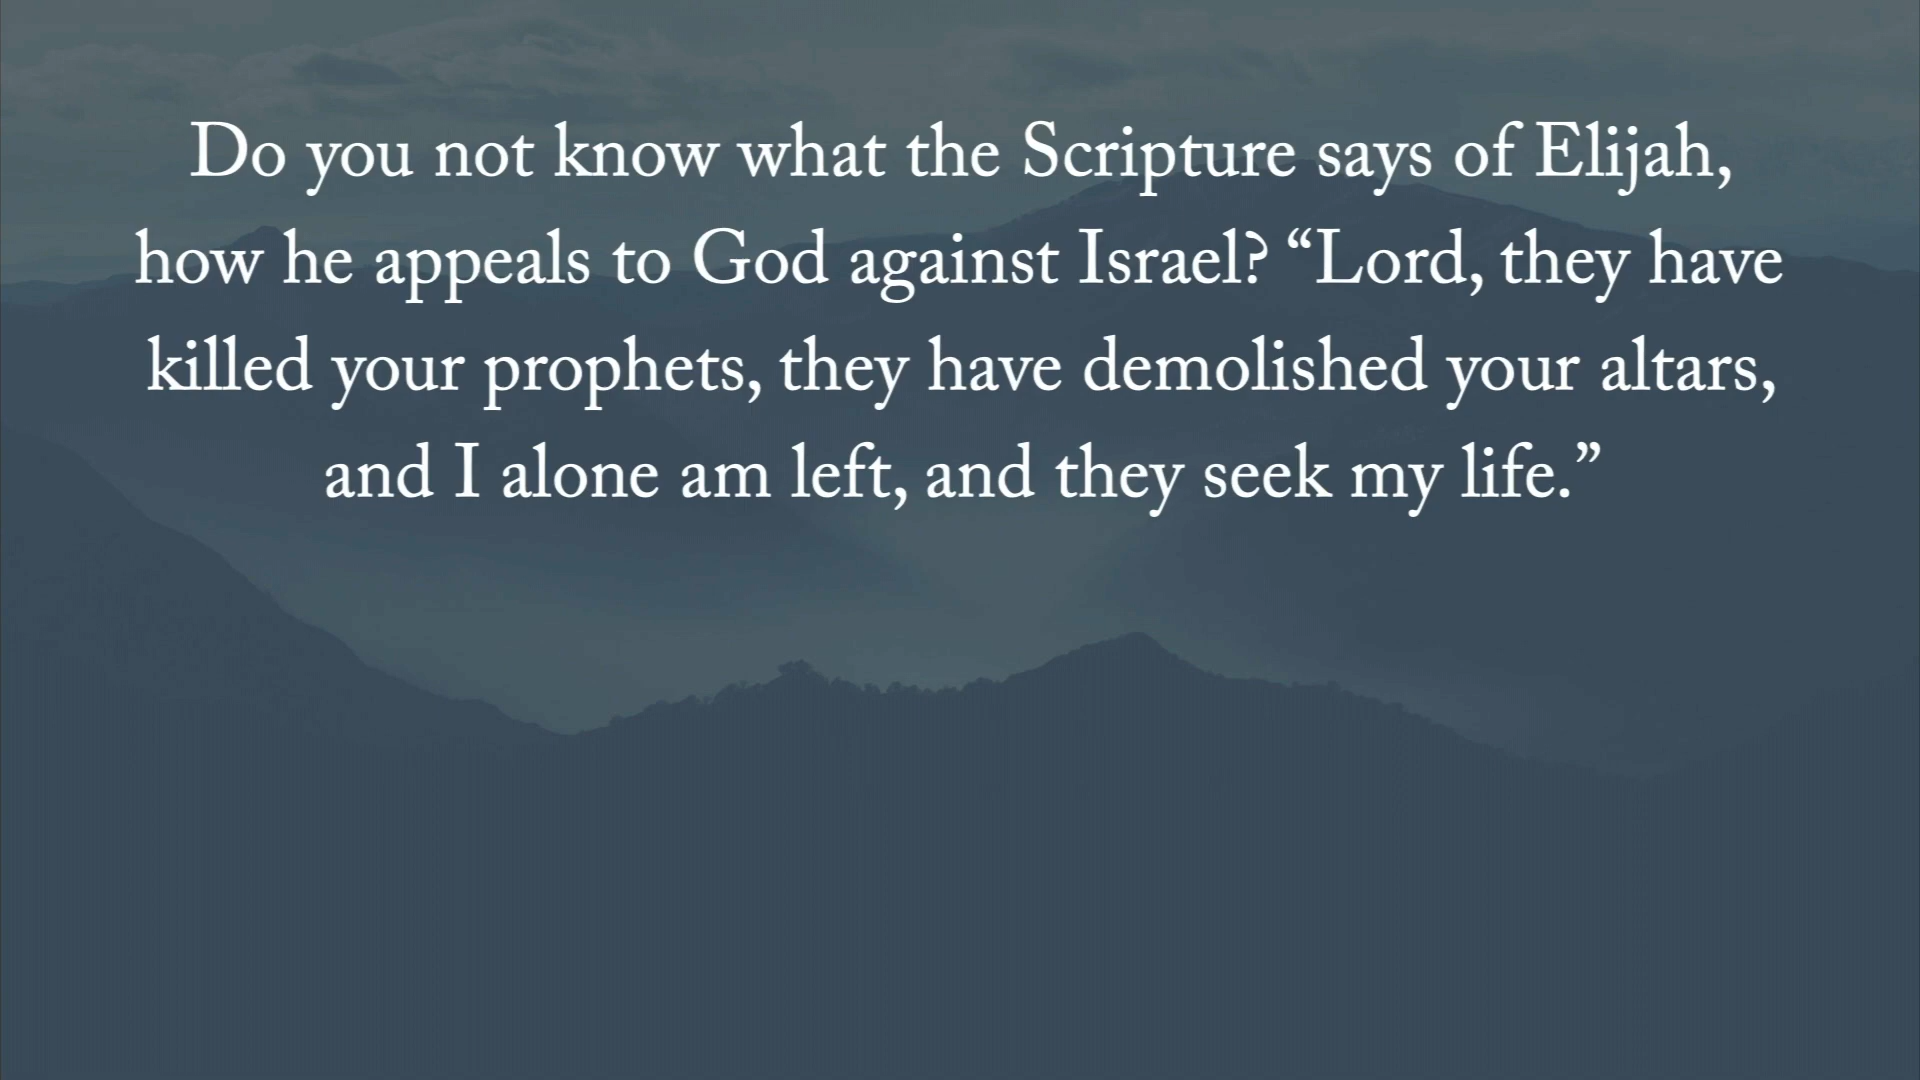 Do you not know what the Scripture says of Elijah,
how he appeals to God against Israel? “Lord, they have
killed your prophets, they have demolished your altars,
and I alone am left, and they seek my life.”